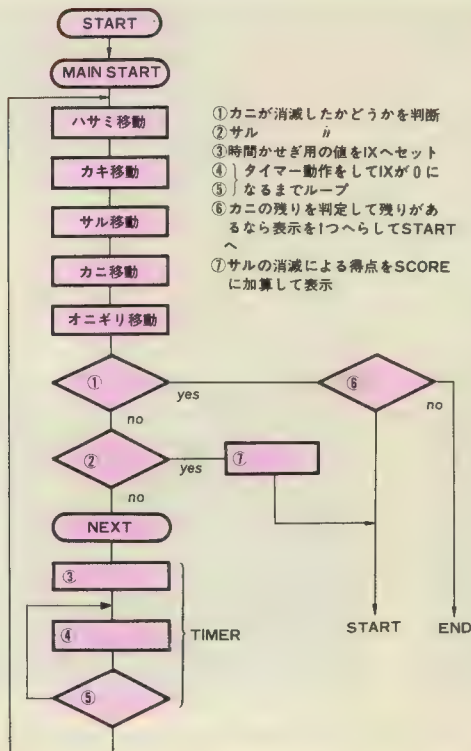 START
MAIN START
ハサミ移動
カキ移動
サル移動
カニ移動
オニギリ移動
①カニが消滅したかどうかを判断
②サル 〃
③時間かせぎ用の値をIXへセット
④ タイマー動作をしてIXが0に
⑤ なるまでループ
⑥カニの残りを判定して残りがあ
るなら表示を1つへらしてSTART
へ
⑦サルの消滅による得点をSCORE
に加算して表示
①
yes
⑥
no
no
②
yes
⑦
no
NEXT
③
④
TIMER
START
END
⑤